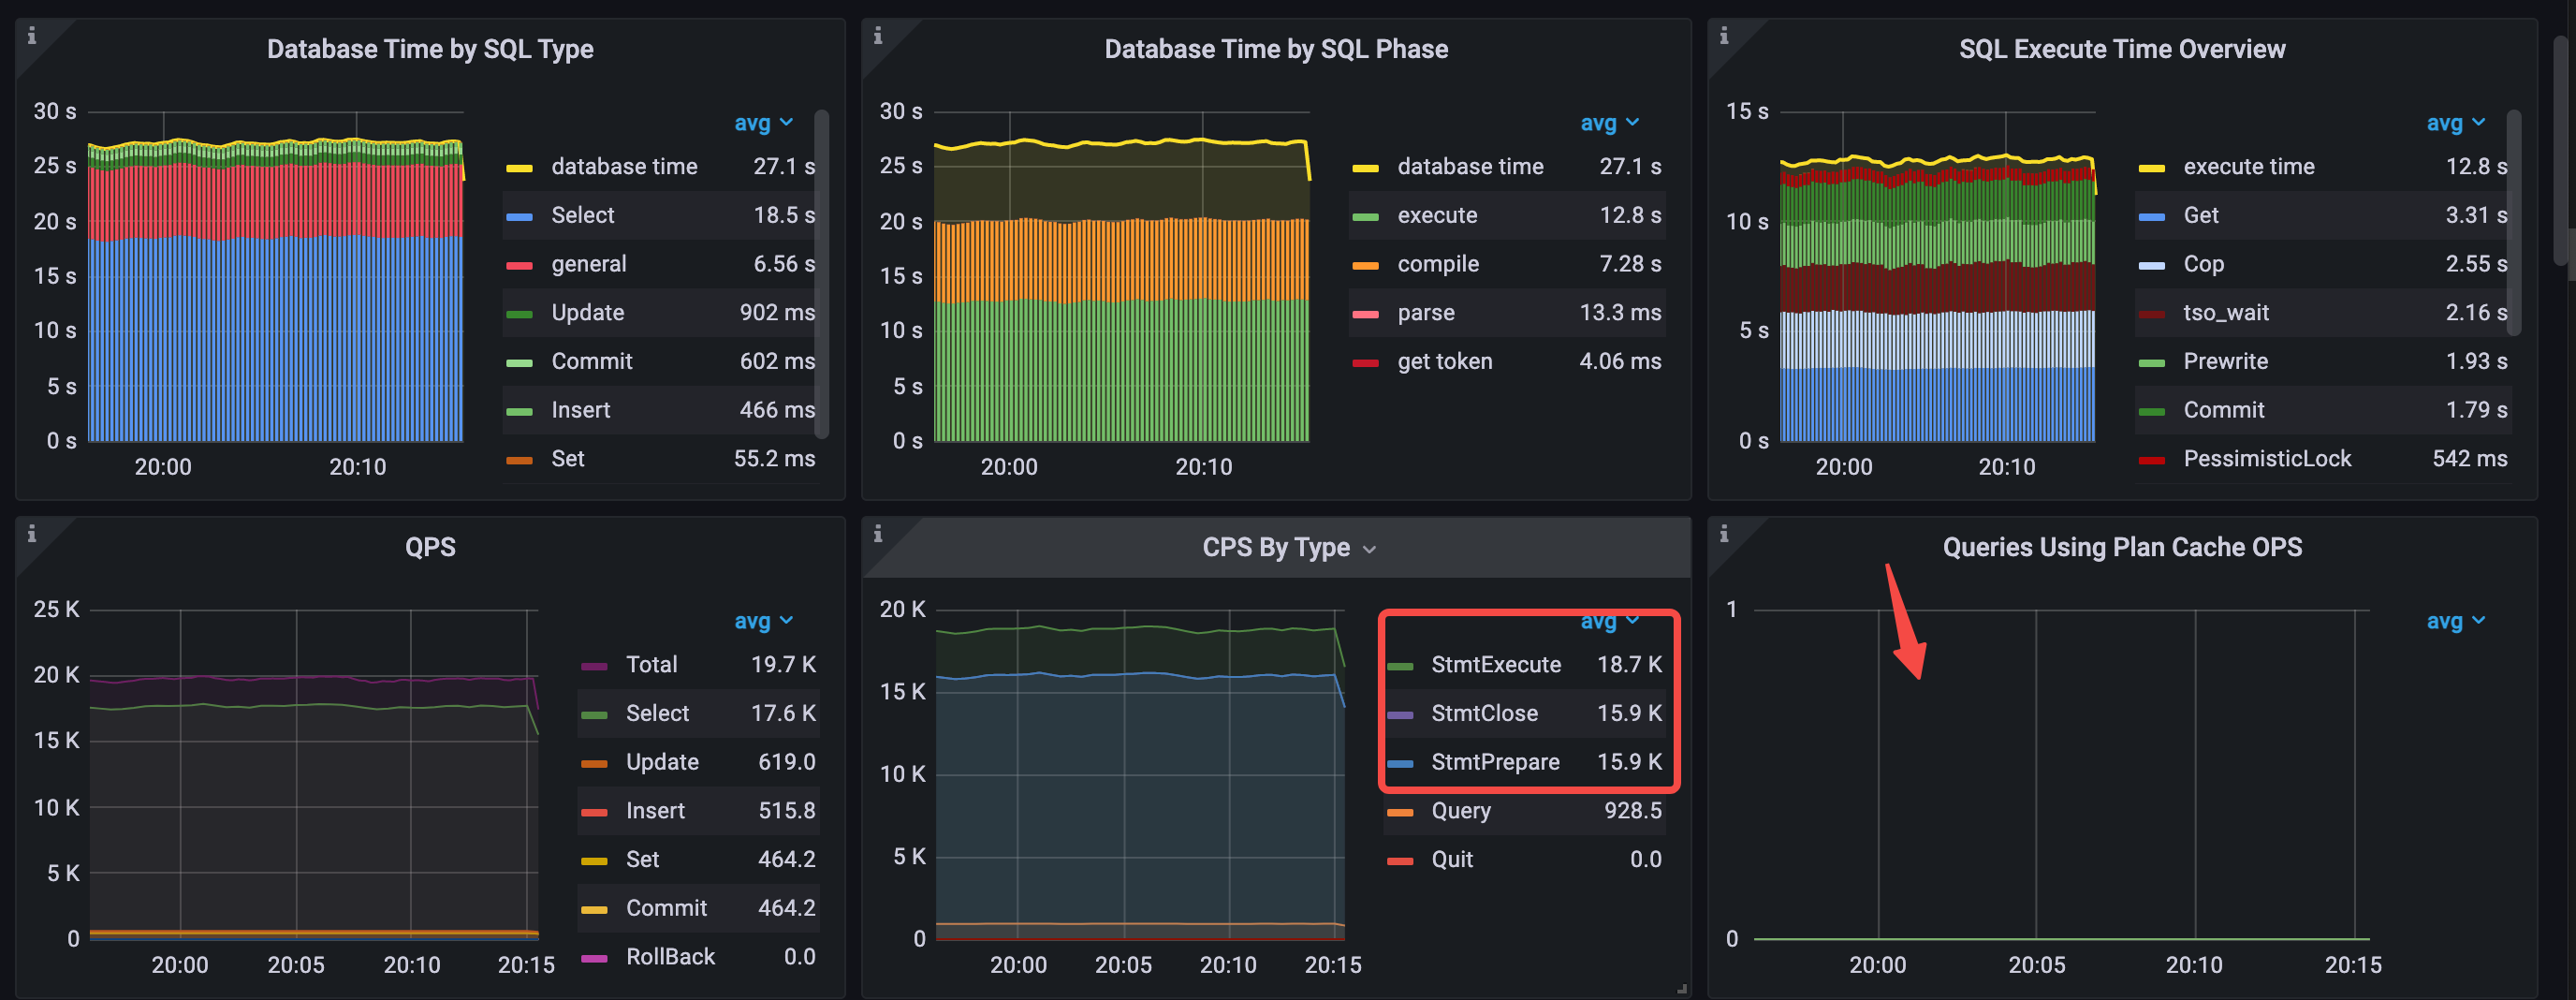 Database Time by SQL Type
30 s
25 s
20 s
15 s
10 s
5 s
0 s
20:00 20:10
avg
database time 27.1 s
Select 18.5 s
general 6.56 s
Update 902 ms
Commit 602 ms
Insert 466 ms
Set 55.2 ms
Database Time by SQL Phase
30 s
25 s
20 s
15 s
10 s
5 s
0 s
20:00 20:10
avg
database time 27.1 s
execute 12.8 s
compile 7.28 s
parse 13.3 ms
get token 4.06 ms
SQL Execute Time Overview
15 s
10 s
5 s
0 s
20:00 20:10
avg
execute time 12.8 s
Get 3.31 s
Cop 2.55 s
tso_wait 2.16 s
Prewrite 1.93 s
Commit 1.79 s
PessimisticLock 542 ms
QPS
25 K
20 K
15 K
10 K
5 K
0
20:00 20:05 20:10 20:15
avg
Total 19.7 K
Select 17.6 K
Update 619.0
Insert 515.8
Set 464.2
Commit 464.2
RollBack 0.0
CPS By Type
20 K
15 K
10 K
5 K
0
20:00 20:05 20:10 20:15
avg
StmtExecute 18.7 K
StmtClose 15.9 K
StmtPrepare 15.9 K
Query 928.5
Quit 0.0
Queries Using Plan Cache OPS
1
0
20:00 20:05 20:10 20:15
avg